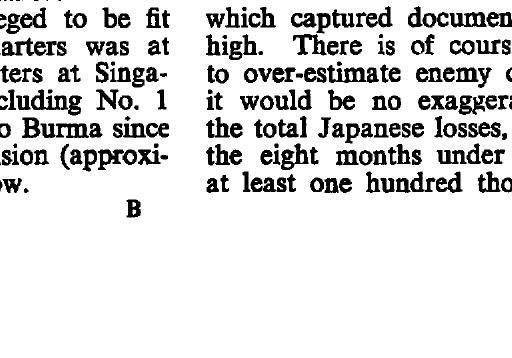 eged to be fit
arters was at
ters at Singa-
cluding No. 1
o Burma since
sion (approxi-
ow.
B
which captured documen
high. There is of cours
to over-estimate enemy
it would be no exaggera
the total Japanese losses,
the eight months under
at least one hundred tho